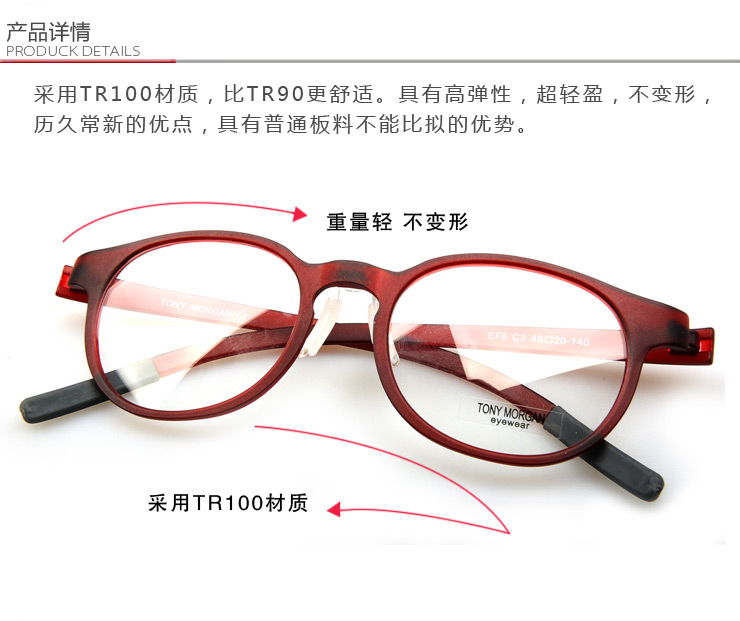 产品详情
PRODUCK DETAILS
采用TR100材质，比TR90更舒适。具有高弹性，超轻盈，不变形，
历久常新的优点，具有普通板料不能比拟的优势。
重量轻 不变形
TONY MORGAN
EF6 C3 48□20-140
TONY MORGAN
eyewear
采用TR100材质